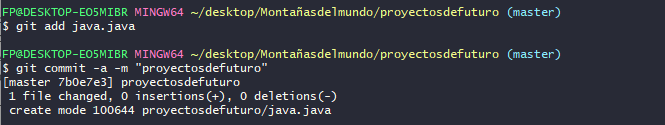 FP@DESKTOP-EO5MIBR MINGW64 ~/desktop/Montañasdelmundo/proyectosdefuturo (master)
$ git add java.java
FP@DESKTOP-EO5MIBR MINGW64 ~/desktop/Montañasdelmundo/proyectosdefuturo (master)
$ git commit -a -m "proyectosdefuturo"
[master 7b0e7e3] proyectosdefuturo
1 file changed, 0 insertions(+), 0 deletions(-)
create mode 100644 proyectosdefuturo/java.java